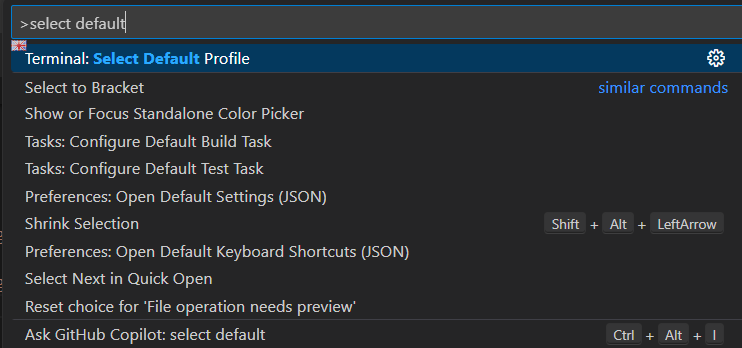 >select default
Terminal: Select Default Profile
Select to Bracket similar commands
Show or Focus Standalone Color Picker
Tasks: Configure Default Build Task
Tasks: Configure Default Test Task
Preferences: Open Default Settings (JSON)
Shrink Selection Shift + Alt + LeftArrow
Preferences: Open Default Keyboard Shortcuts (JSON)
Select Next in Quick Open
Reset choice for 'File operation needs preview'
Ask GitHub Copilot: select default Ctrl + Alt + I